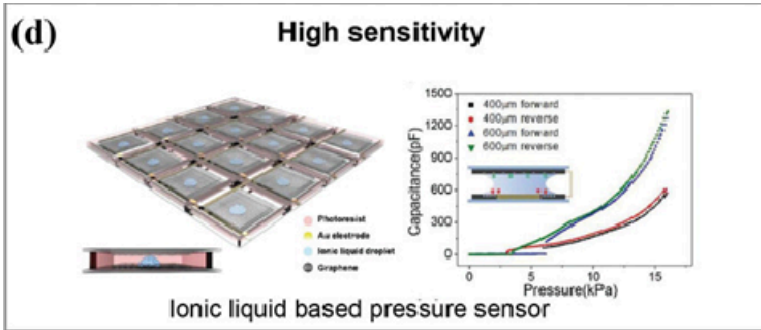 (d)
High sensitivity
Photoresist
Au electrode
Ionic liquid droplet
Graphene
1500
1200
900
600
300
0
Capacitance(pF)
400μm forward
400μm reverse
600μm forward
600μm reverse
0
5
10
15
Pressure(kPa)
Ionic liquid based pressure sensor